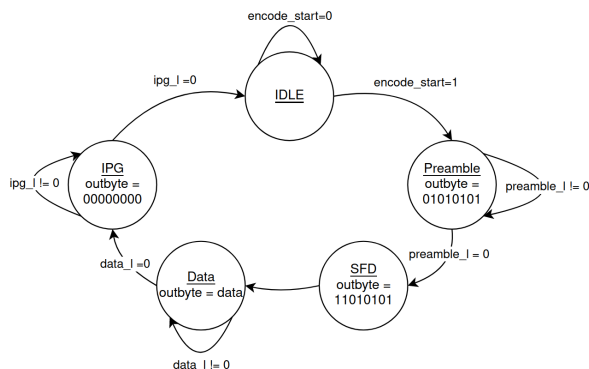 encode_start=0
ipg_l =0
encode_start=1
IDLE
IPG
outbyte =
00000000
Preamble
outbyte =
01010101
ipg_l != 0
preamble_l != 0
preamble_l = 0
data_l =0
SFD
outbyte =
11010101
Data
outbyte = data
data_l != 0